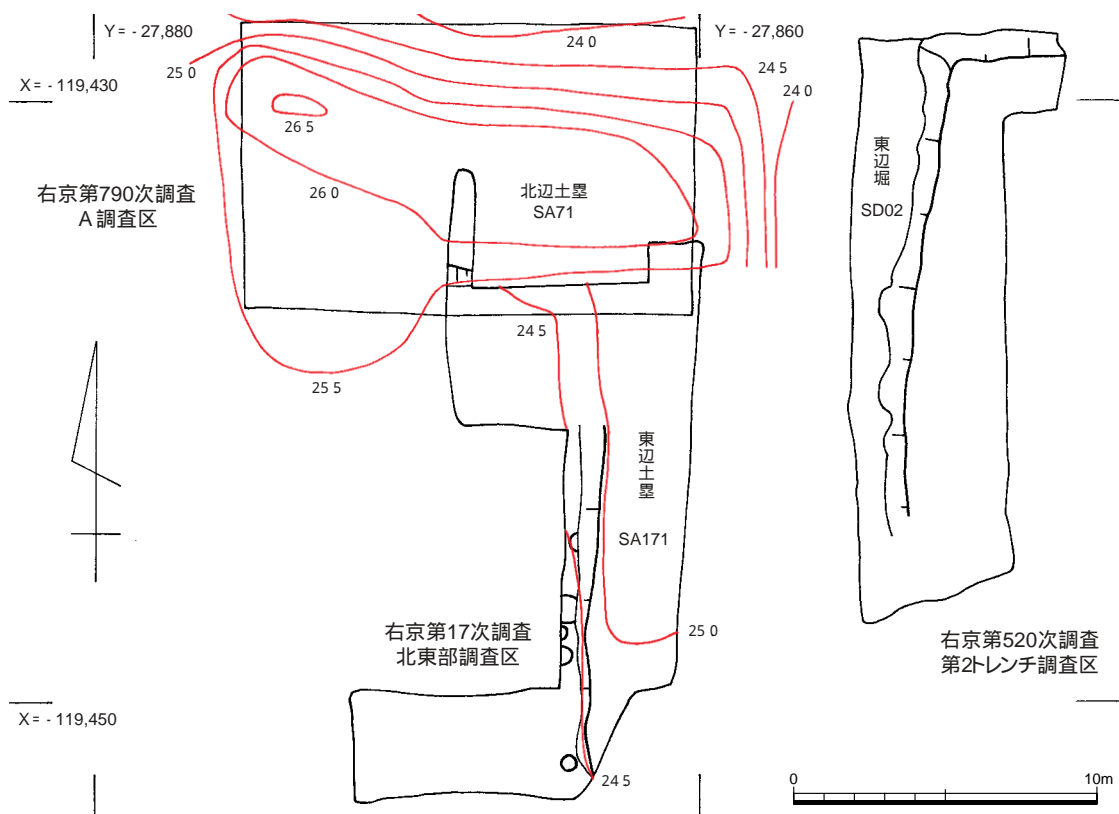 Y = - 27,880
24 0
Y = - 27,860
25 0
24 5
24 0
X = - 119,430
26 5
東辺堀
SD02
右京第790次調査
A 調査区
26 0
北辺土塁
SA71
24 5
25 5
東辺土塁
SA171
右京第17次調査
北東部調査区
25 0
右京第520次調査
第2トレンチ調査区
X = - 119,450
24 5
0
10m